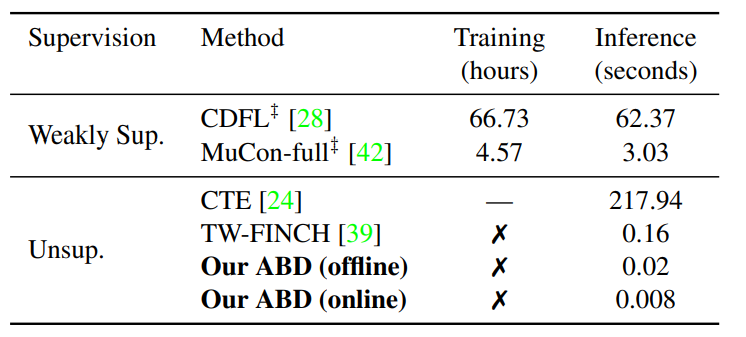 Supervision Method Training Inference
(hours) (seconds)
CDFL‡ [28] 66.73 62.37
Weakly Sup.
MuCon-full‡ [42] 4.57 3.03
CTE [24] — 217.94
TW-FINCH [39] ✗ 0.16
Unsup.
Our ABD (offline) ✗ 0.02
Our ABD (online) ✗ 0.008